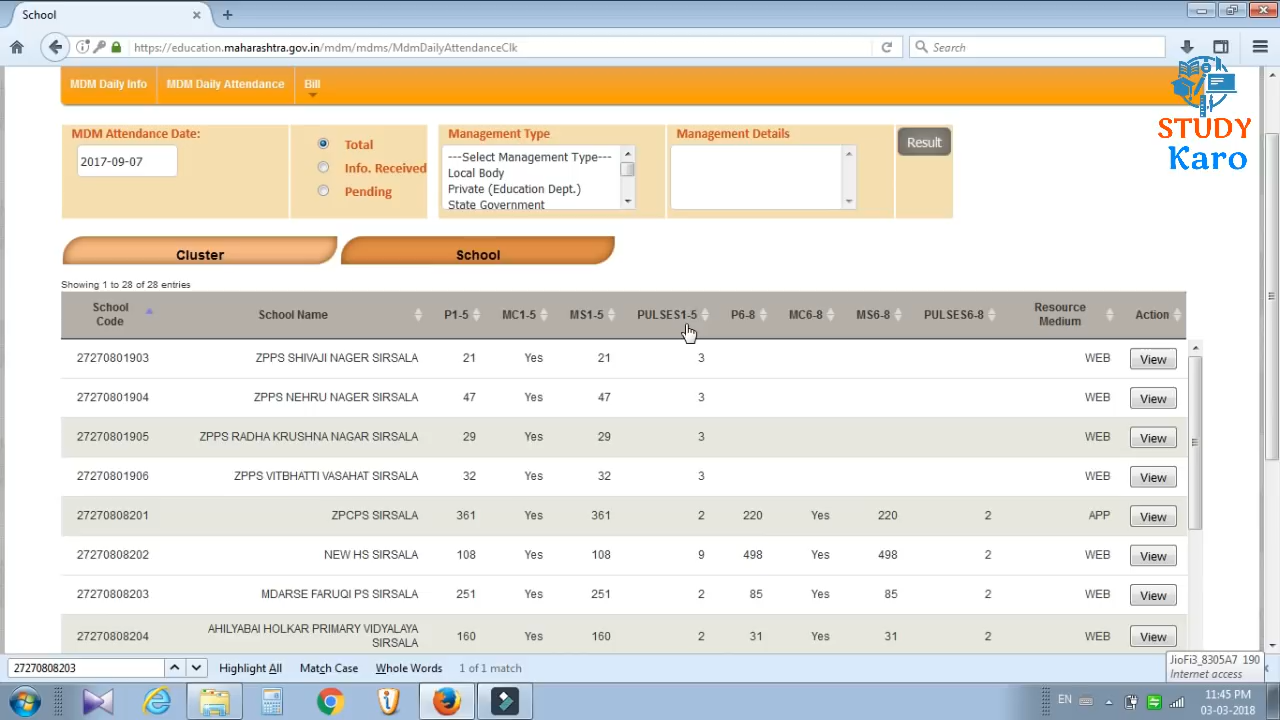 School
https://education.maharashtra.gov.in/mdm/mdms/MdmDailyAttendanceClk
Search
MDM Daily Info MDM Daily Attendance Bill
STUDY
Karo
MDM Attendance Date:
2017-09-07
Total
Info. Received
Pending
Management Type
---Select Management Type---
Local Body
Private (Education Dept.)
State Government
Management Details
Result
Cluster School
Showing 1 to 28 of 28 entries
School Code School Name P1-5 MC1-5 MS1-5 PULSES1-5 P6-8 MC6-8 MS6-8 PULSES6-8 Resource Medium Action
27270801903 ZPPS SHIVAJI NAGER SIRSALA 21 Yes 21 3 WEB View
27270801904 ZPPS NEHRU NAGER SIRSALA 47 Yes 47 3 WEB View
27270801905 ZPPS RADHA KRUSHNA NAGAR SIRSALA 29 Yes 29 3 WEB View
27270801906 ZPPS VITBHATTI VASAHAT SIRSALA 32 Yes 32 3 WEB View
27270808201 ZPCPS SIRSALA 361 Yes 361 2 220 Yes 220 2 APP View
27270808202 NEW HS SIRSALA 108 Yes 108 9 498 Yes 498 2 WEB View
27270808203 MDARSE FARUQI PS SIRSALA 251 Yes 251 2 85 Yes 85 2 WEB View
27270808204 AHILYABAI HOLKAR PRIMARY VIDYALAYA SIRSALA 160 Yes 160 2 31 Yes 31 2 WEB View
27270808203 Highlight All Match Case Whole Words 1 of 1 match
JioFi3_8305A7 190
Internet access
EN
11:45 PM
03-03-2018